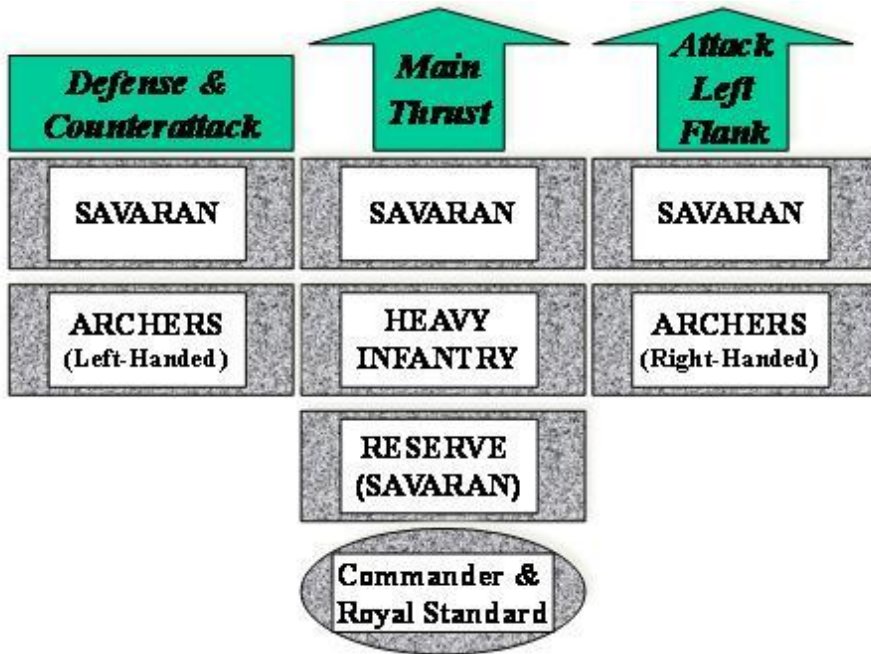 Defense &
Counterattack
Main
Thrust
Attack
Left
Flank
SAVARAN
SAVARAN
SAVARAN
ARCHERS
(Left-Handed)
HEAVY
INFANTRY
ARCHERS
(Right-Handed)
RESERVE
(SAVARAN)
Commander &
Royal Standard